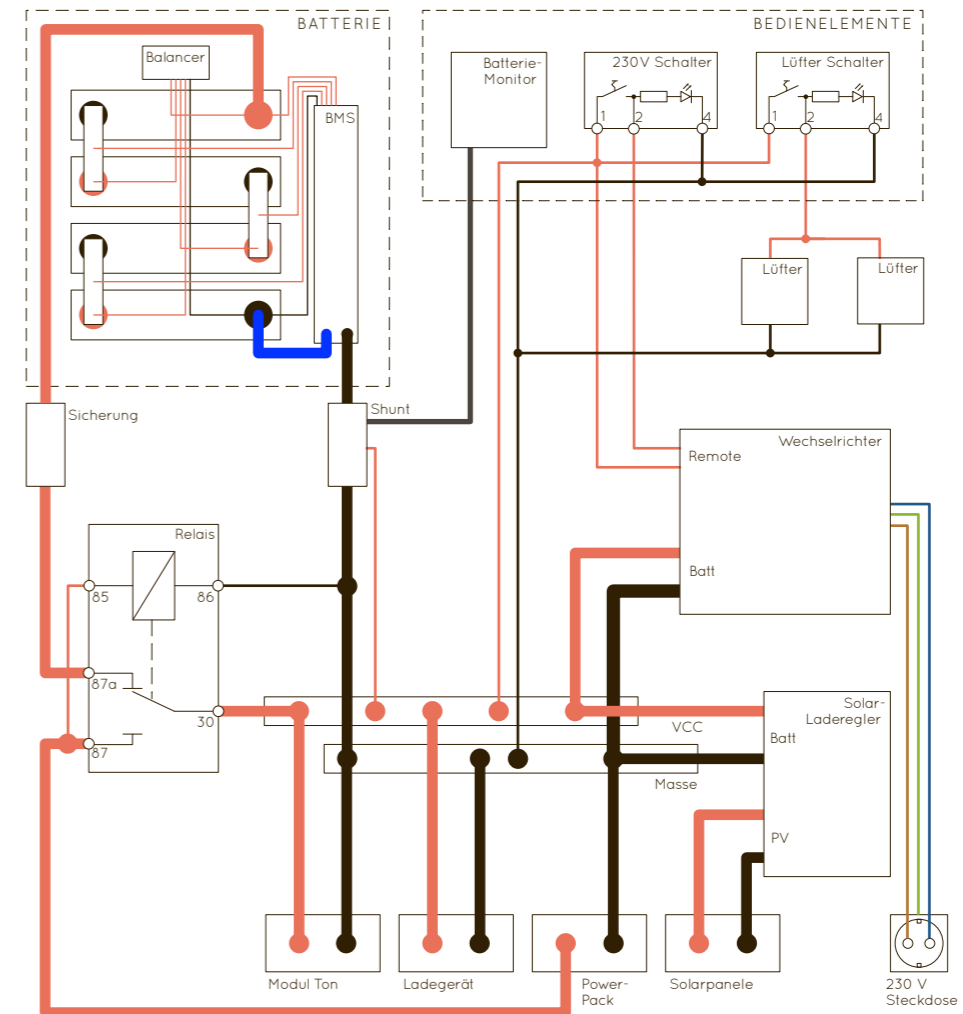 BATTERIE
BEDIENELEMENTE
Balancer
BMS
Batterie-
Monitor
230V Schalter
1
2
4
Lüfter Schalter
1
2
4
Lüfter
Lüfter
Sicherung
Shunt
Wechselrichter
Remote
Batt
Relais
85
86
87a
30
87
VCC
Masse
Solar-
Laderegler
Batt
PV
Modul Ton
Ladegerät
Power-
Pack
Solarpanele
230 V
Steckdose